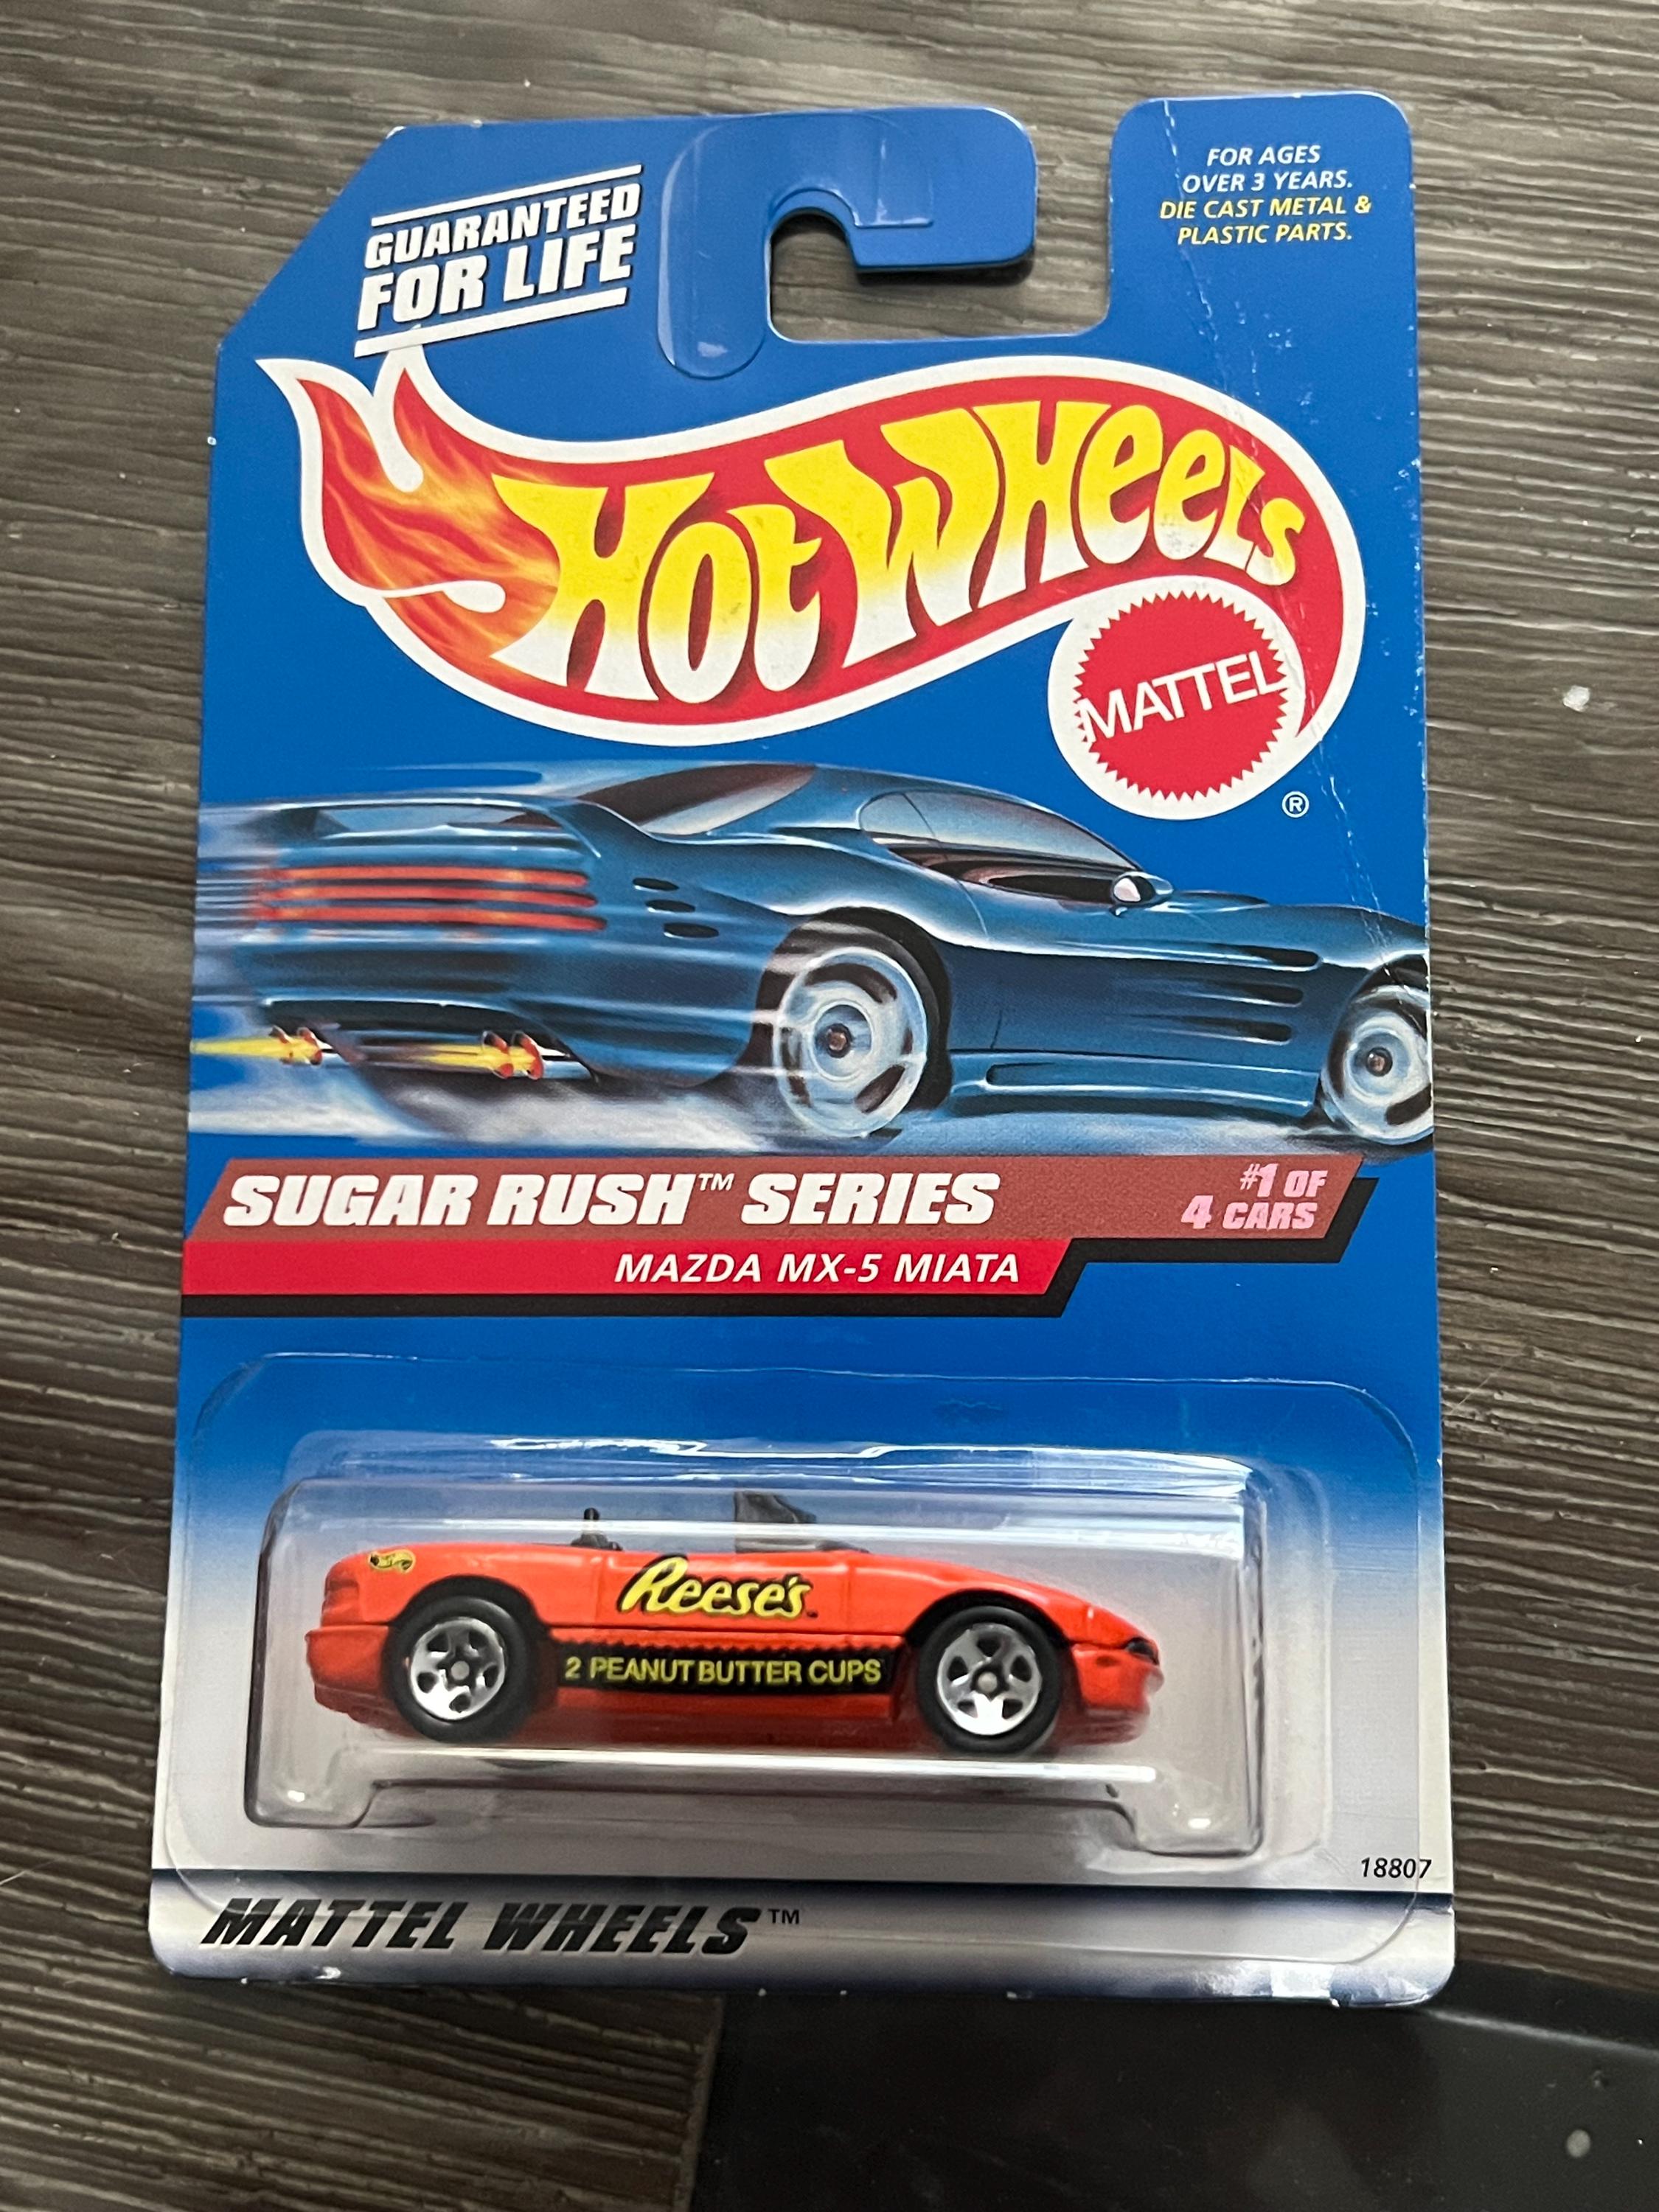 GUARANTEED
FOR LIFE
FOR AGES
OVER 3 YEARS.
DIE CAST METAL &
PLASTIC PARTS.
Hot Wheels
MATTEL
®
SUGAR RUSH™ SERIES
#1 OF
4 CARS
MAZDA MX-5 MIATA
Reese's
2 PEANUT BUTTER CUPS
18807
MATTEL WHEELS™